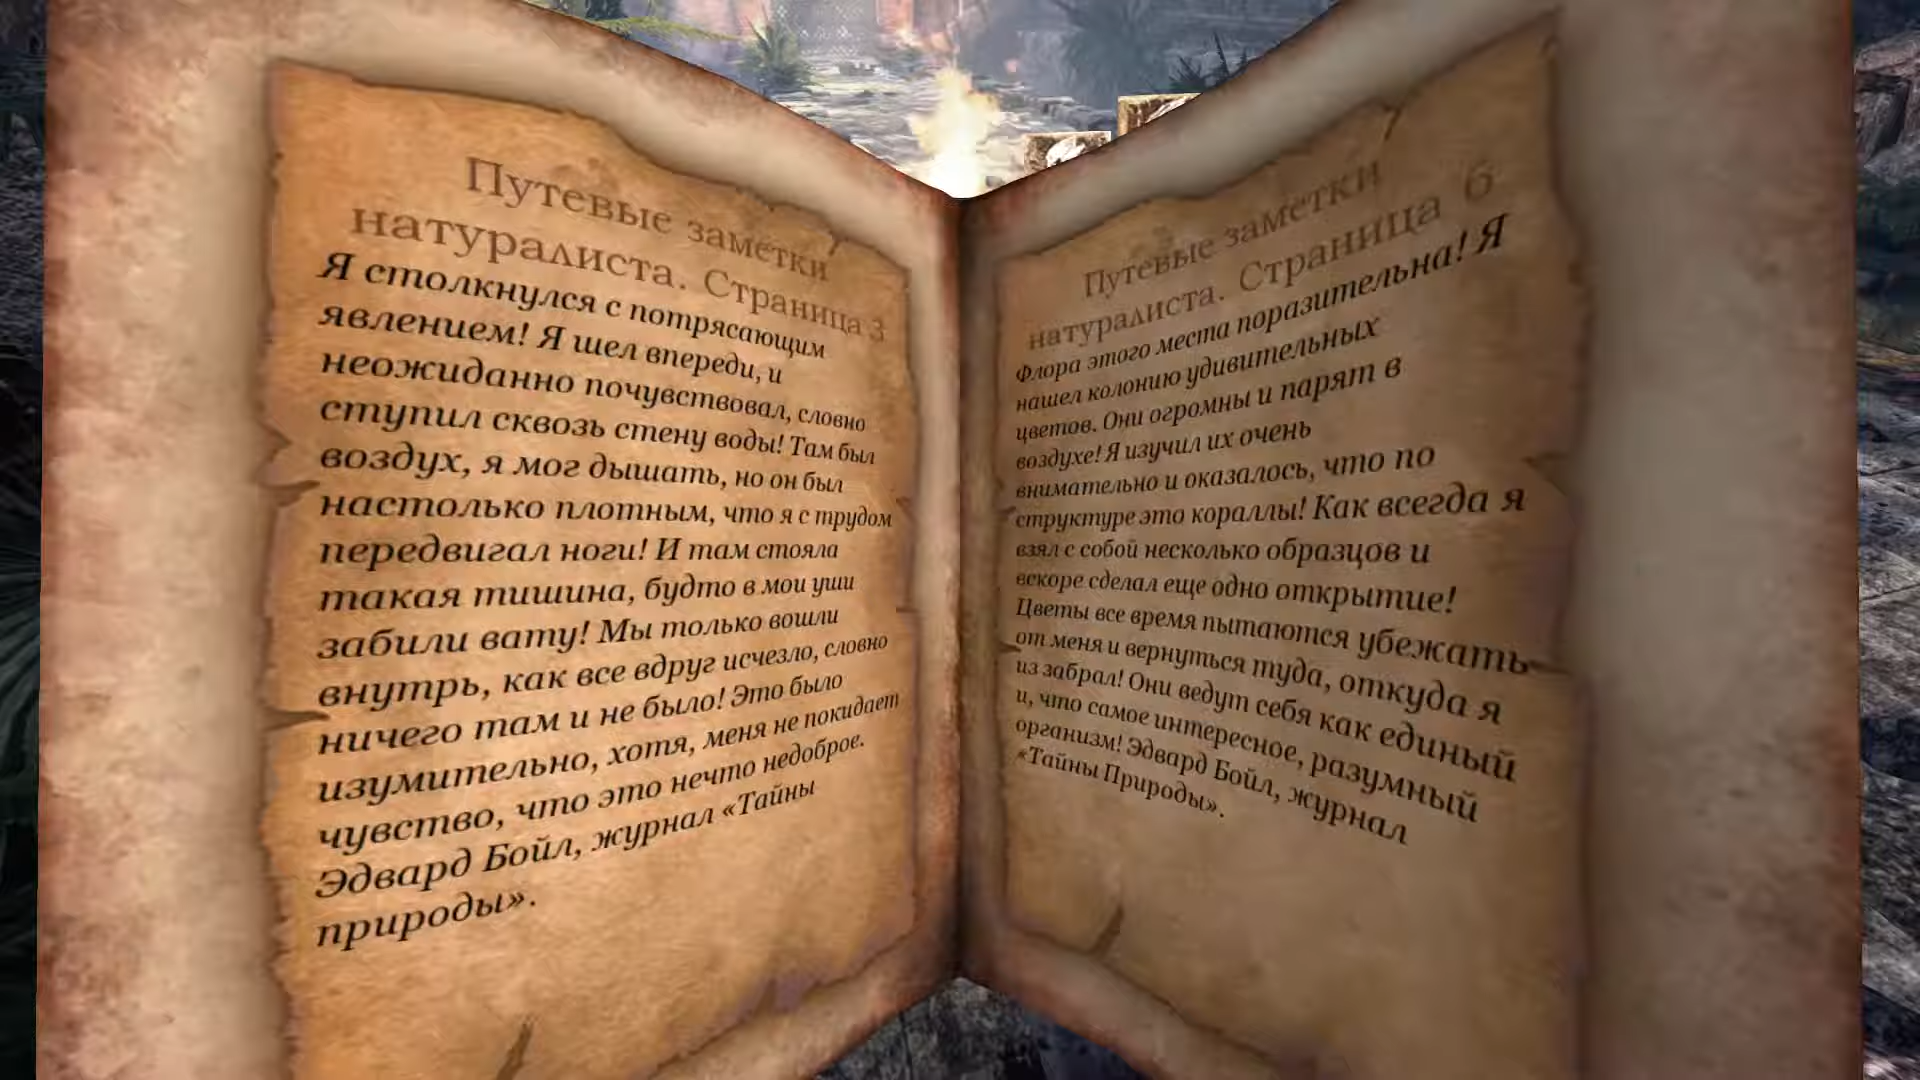 Путевые заметки
натуралиста. Страница 3
Я столкнулся с потрясающим
явлением! Я шел впереди, и
неожиданно почувствовал, словно
ступил сквозь стену воды! Там был
воздух, я мог дышать, но он был
настолько плотным, что я с трудом
передвигал ноги! И там стояла
такая тишина, будто в мои уши
забили вату! Мы только вошли
внутрь, как все вдруг исчезло, словно
ничего там и не было! Это было
изумительно, хотя, меня не покидает
чувство, что это нечто недоброе.
Эдвард Бойл, журнал «Тайны
природы».
Путевые заметки
натуралиста. Страница 6
Флора этого места поразительна! Я
нашел колонию удивительных
цветов. Они огромны и парят в
воздухе! Я изучил их очень
внимательно и оказалось, что по
структуре это кораллы! Как всегда я
взял с собой несколько образцов и
вскоре сделал еще одно открытие!
Цветы все время пытаются убежать
от меня и вернуться туда, откуда я
из забрал! Они ведут себя как единый
и, что самое интересное, разумный
организм! Эдвард Бойл, журнал
«Тайны Природы».